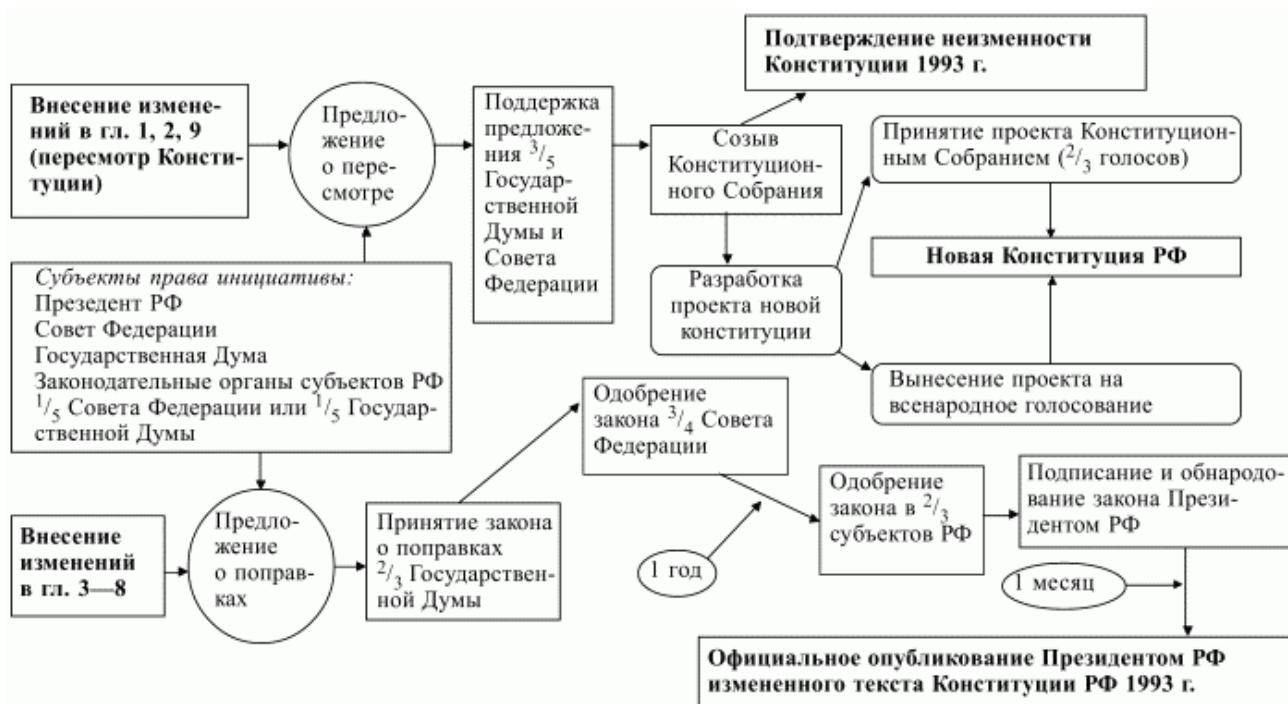 Подтверждение неизменности
Конституции 1993 г.
Внесение измене-
ний в гл. 1, 2, 9
(пересмотр Консти-
туции)
Предло-
жение
о пере-
смотре
Поддержка
предложе-
ния 3/5
Государ-
ственной
Думы и
Совета
Федерации
Созыв
Конституцион-
ного Собрания
Принятие проекта Конституцион-
ным Собранием (2/3 голосов)
Новая Конституция РФ
Разработка
проекта новой
конституции
Вынесение проекта на
всенародное голосование
Субъекты права инициативы:
Презедент РФ
Совет Федерации
Государственная Дума
Законодательные органы субъектов РФ
1/5 Совета Федерации или 1/5 Государ-
ственной Думы
Внесение
изменений
в гл. 3—8
Предло-
жение
о поправ-
ках
Принятие закона
о поправках
2/3 Государствен-
ной Думы
Одобрение
закона 3/4 Совета
Федерации
1 год
Одобрение
закона в 2/3
субъектов РФ
Подписание и обнарод-
ование закона Прези-
дентом РФ
1 месяц
Официальное опубликование Президентом РФ
измененного текста Конституции РФ 1993 г.